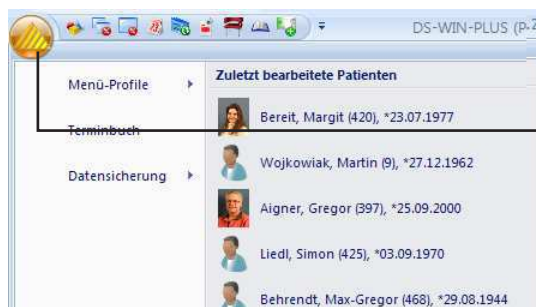 DS-WIN-PLUS (P-
Menü-Profile
Terminbuch
Datensicherung
Zuletzt bearbeitete Patienten
Bereit, Margit (420), *23.07.1977
Wojkowiak, Martin (9), *27.12.1962
Aigner, Gregor (397), *25.09.2000
Liedl, Simon (425), *03.09.1970
Behrendt, Max-Gregor (468), *29.08.1944